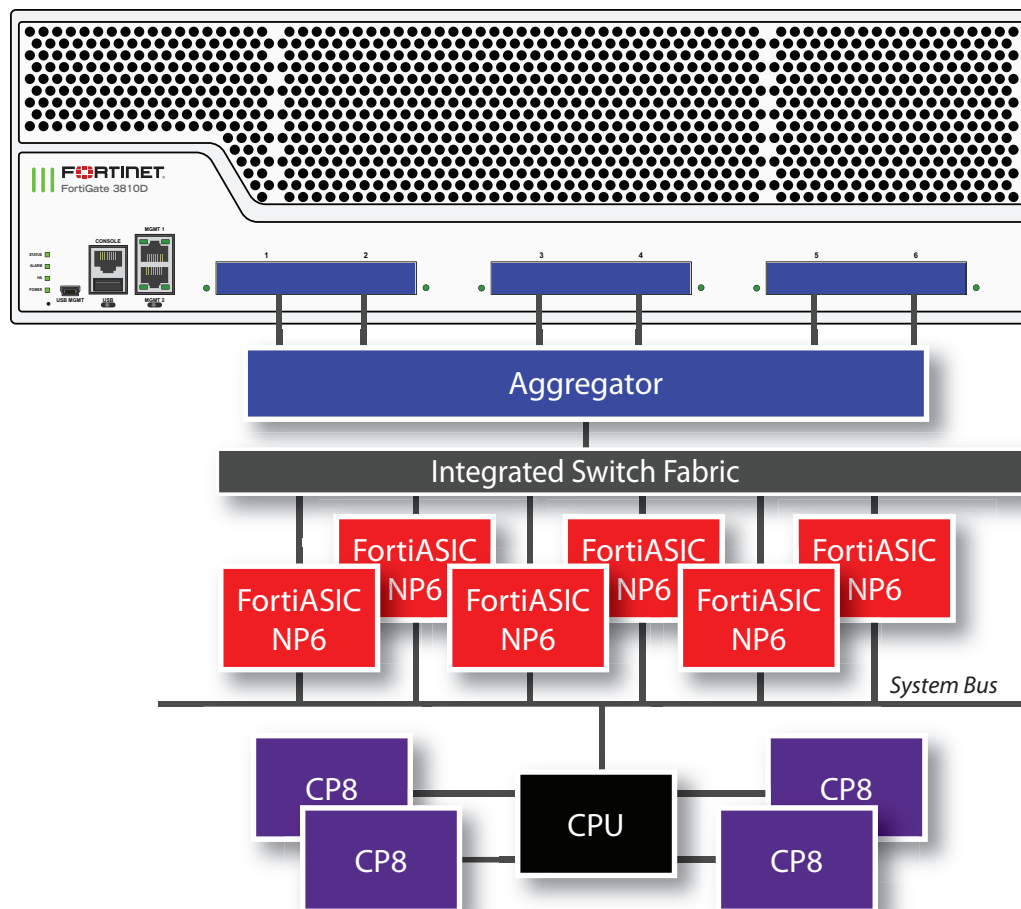 FORTINET
FortiGate 3810D
MGMT 1
CONSOLE
STATUS
ALARM
HA
POWER
USB MGMT
USB
MGMT 2
1 2 3 4 5 6
Aggregator
Integrated Switch Fabric
FortiASIC NP6
FortiASIC NP6
FortiASIC NP6
FortiASIC NP6
FortiASIC NP6
FortiASIC NP6
System Bus
CP8
CP8
CPU
CP8
CP8